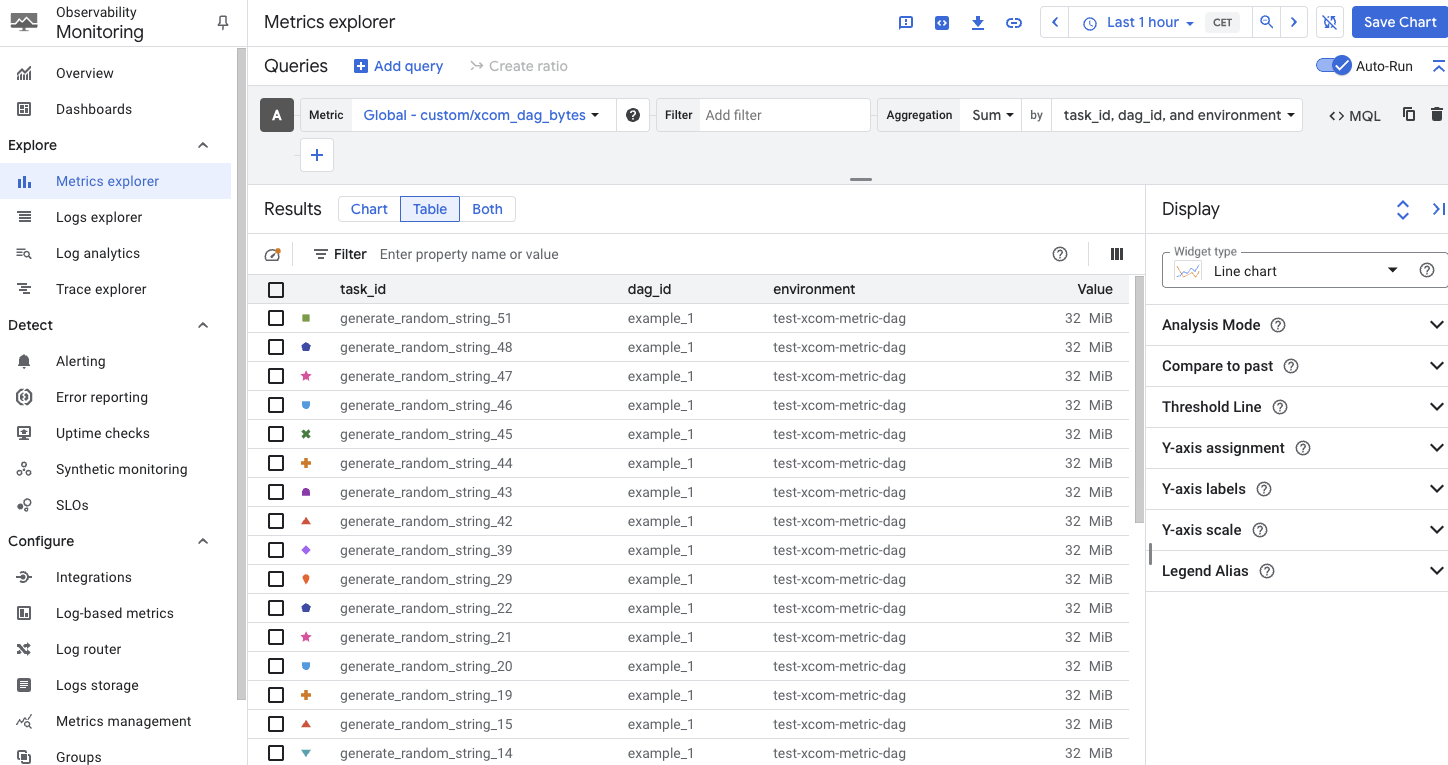 Observability
Monitoring
Overview
Dashboards
Explore
Metrics explorer
Logs explorer
Log analytics
Trace explorer
Detect
Alerting
Error reporting
Uptime checks
Synthetic monitoring
SLOs
Configure
Integrations
Log-based metrics
Log router
Logs storage
Metrics management
Groups
Metrics explorer
Last 1 hour CET
Save Chart
Queries Add query Create ratio Auto-Run
A Metric Global - custom/xcom_dag_bytes Filter Add filter Aggregation Sum by task_id, dag_id, and environment <> MQL
Results Chart Table Both
Filter Enter property name or value
task_id dag_id environment Value
generate_random_string_51 example_1 test-xcom-metric-dag 32 MiB
generate_random_string_48 example_1 test-xcom-metric-dag 32 MiB
generate_random_string_47 example_1 test-xcom-metric-dag 32 MiB
generate_random_string_46 example_1 test-xcom-metric-dag 32 MiB
generate_random_string_45 example_1 test-xcom-metric-dag 32 MiB
generate_random_string_44 example_1 test-xcom-metric-dag 32 MiB
generate_random_string_43 example_1 test-xcom-metric-dag 32 MiB
generate_random_string_42 example_1 test-xcom-metric-dag 32 MiB
generate_random_string_39 example_1 test-xcom-metric-dag 32 MiB
generate_random_string_29 example_1 test-xcom-metric-dag 32 MiB
generate_random_string_22 example_1 test-xcom-metric-dag 32 MiB
generate_random_string_21 example_1 test-xcom-metric-dag 32 MiB
generate_random_string_20 example_1 test-xcom-metric-dag 32 MiB
generate_random_string_19 example_1 test-xcom-metric-dag 32 MiB
generate_random_string_15 example_1 test-xcom-metric-dag 32 MiB
generate_random_string_14 example_1 test-xcom-metric-dag 32 MiB
Display
Widget type
Line chart
Analysis Mode
Compare to past
Threshold Line
Y-axis assignment
Y-axis labels
Y-axis scale
Legend Alias